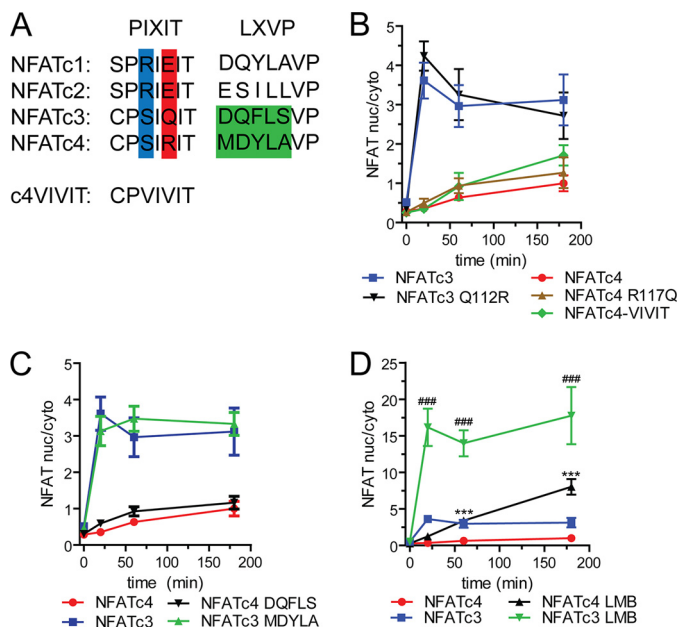 A
PIXIT LXVP
NFATc1: SPRIEIT DQYLAVP
NFATc2: SPRIEIT ESILLVP
NFATc3: CPSIQIT DQFLSVP
NFATc4: CPSIRIT MDYLAVP
c4VIVIT: CPVIVIT
B
NFAT nuc/cyto
5
4
3
2
1
0
0 50 100 150 200
time (min)
NFATc3 NFATc4
NFATc3 Q112R NFATc4 R117Q
NFATc4-VIVIT
C
NFAT nuc/cyto
5
4
3
2
1
0
0 50 100 150 200
time (min)
NFATc4 NFATc4 DQFLS
NFATc3 NFATc3 MDYLA
D
NFAT nuc/cyto
25
20
15
10
5
0
### ### ###
*** ***
0 50 100 150 200
time (min)
NFATc4 NFATc4 LMB
NFATc3 NFATc3 LMB